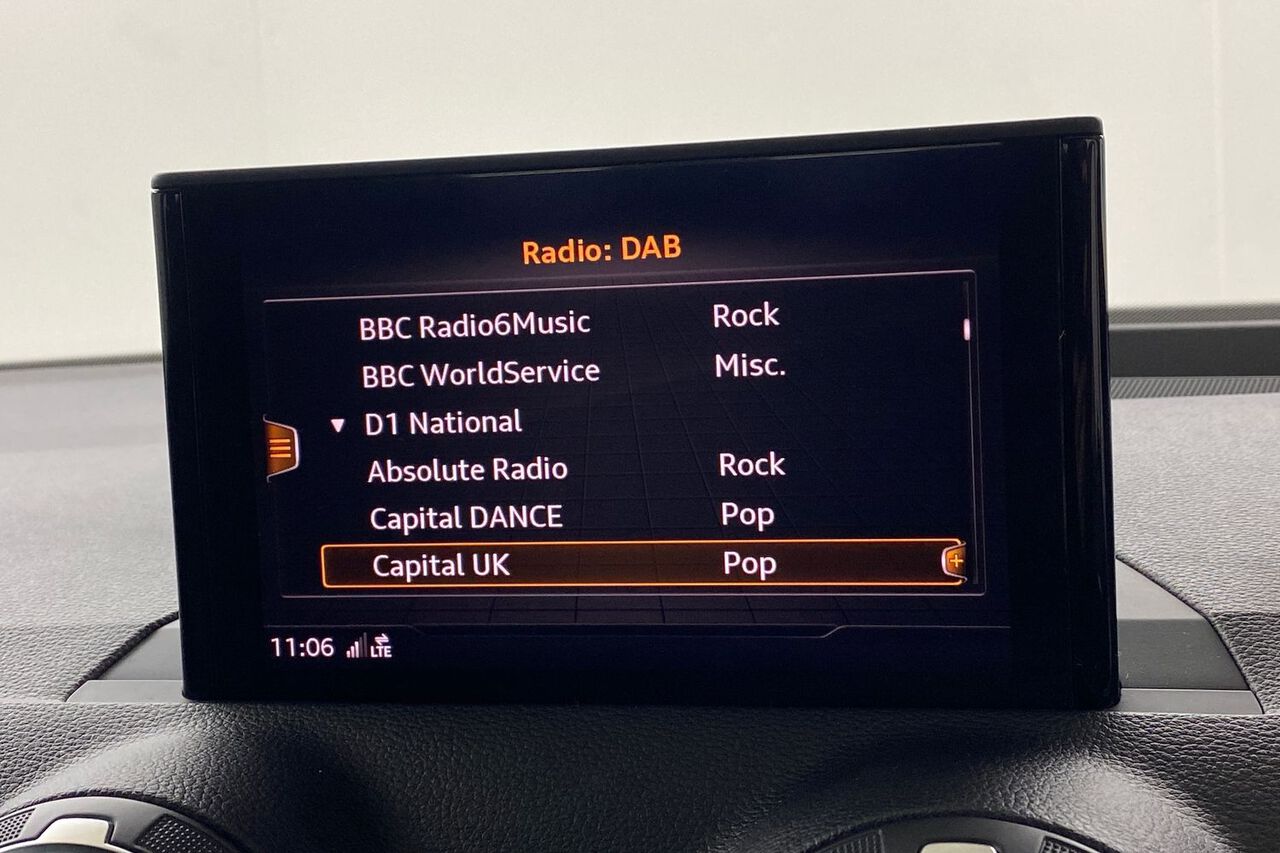 Radio: DAB
BBC Radio6Music Rock
BBC WorldService Misc.
D1 National
Absolute Radio Rock
Capital DANCE Pop
Capital UK Pop
11:06 LTE